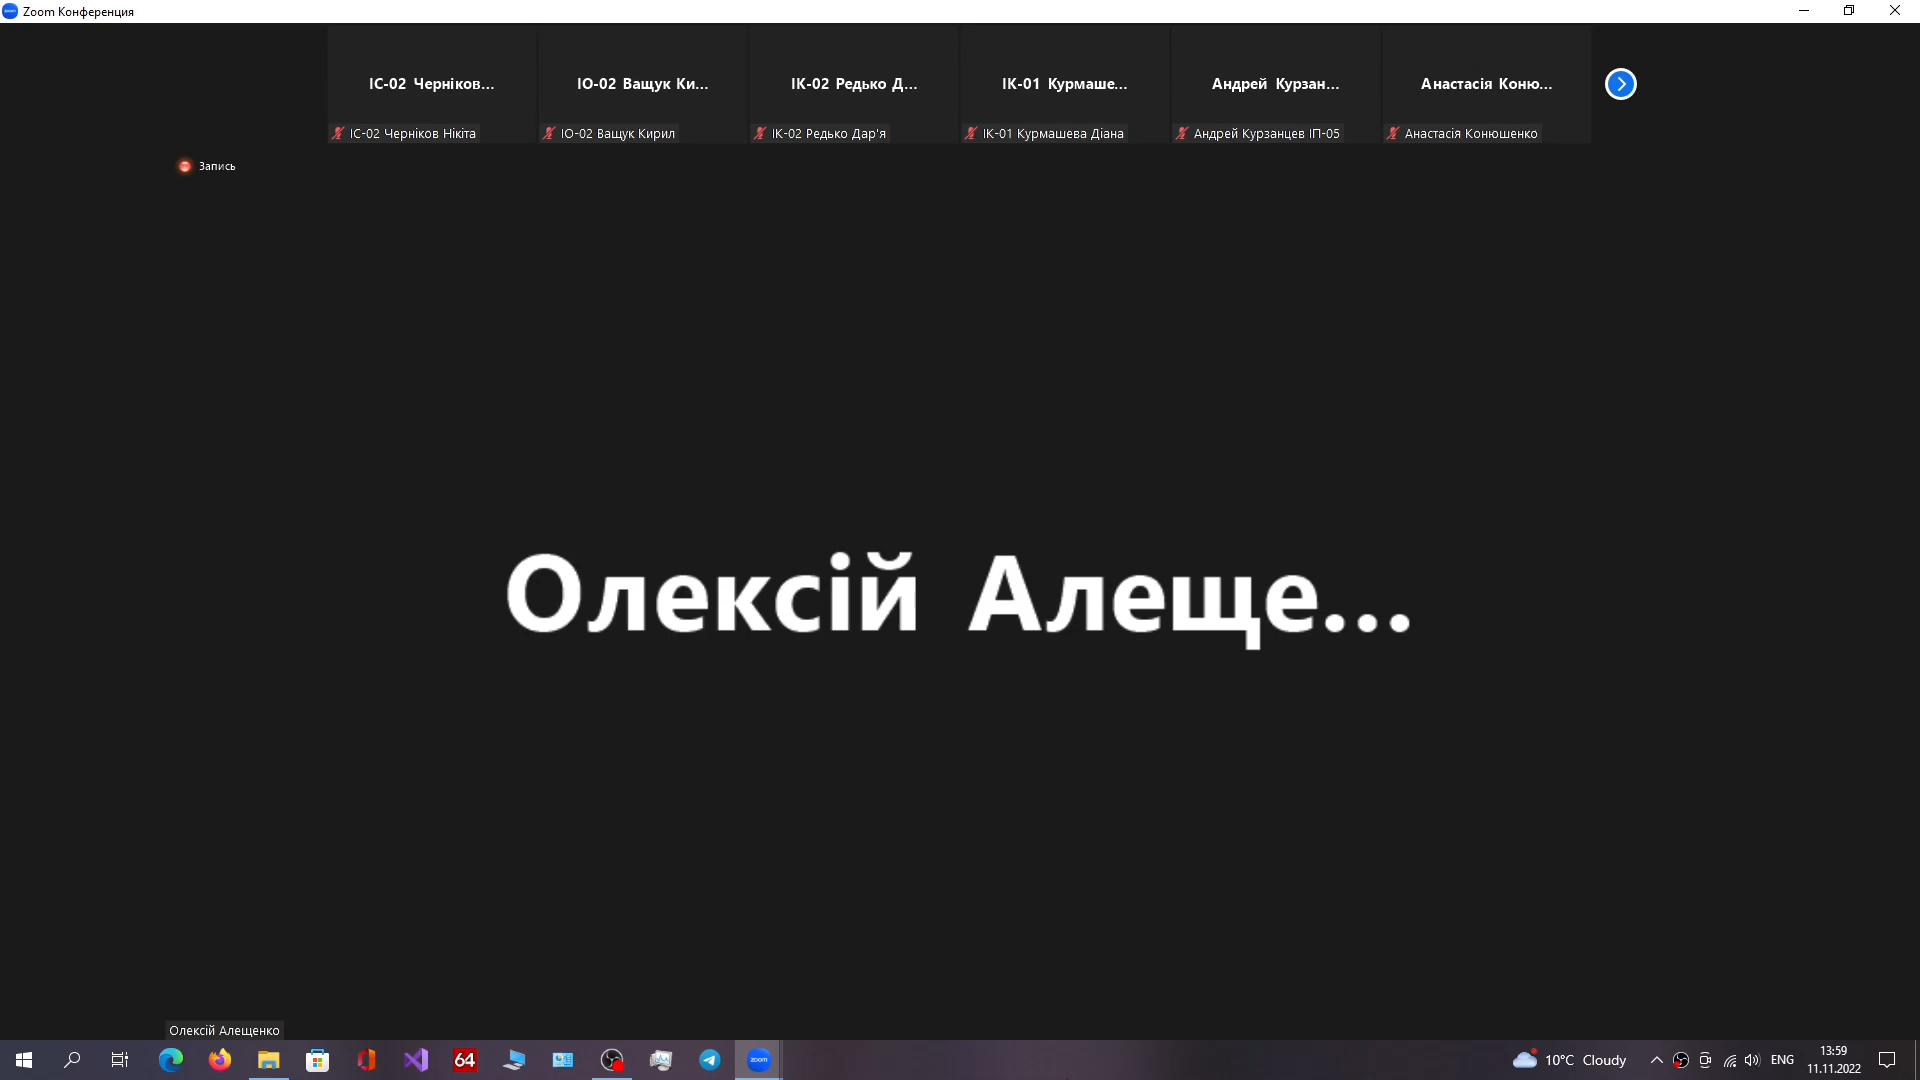 Zoom Конференция
ІС-02 Черніков...
ІО-02 Ващук Ки...
ІК-02 Редько Д...
ІК-01 Курмаше...
Андрей Курзан...
Анастасія Коню...
ІС-02 Черніков Нікіта
ІО-02 Ващук Кирил
ІК-02 Редько Дар'я
ІК-01 Курмашева Діана
Андрей Курзанцев ІП-05
Анастасія Конюшенко
Запись
Олексій Алеще...
Олексій Алещенко
64
zoom
10°C Cloudy
ENG
13:59
11.11.2022